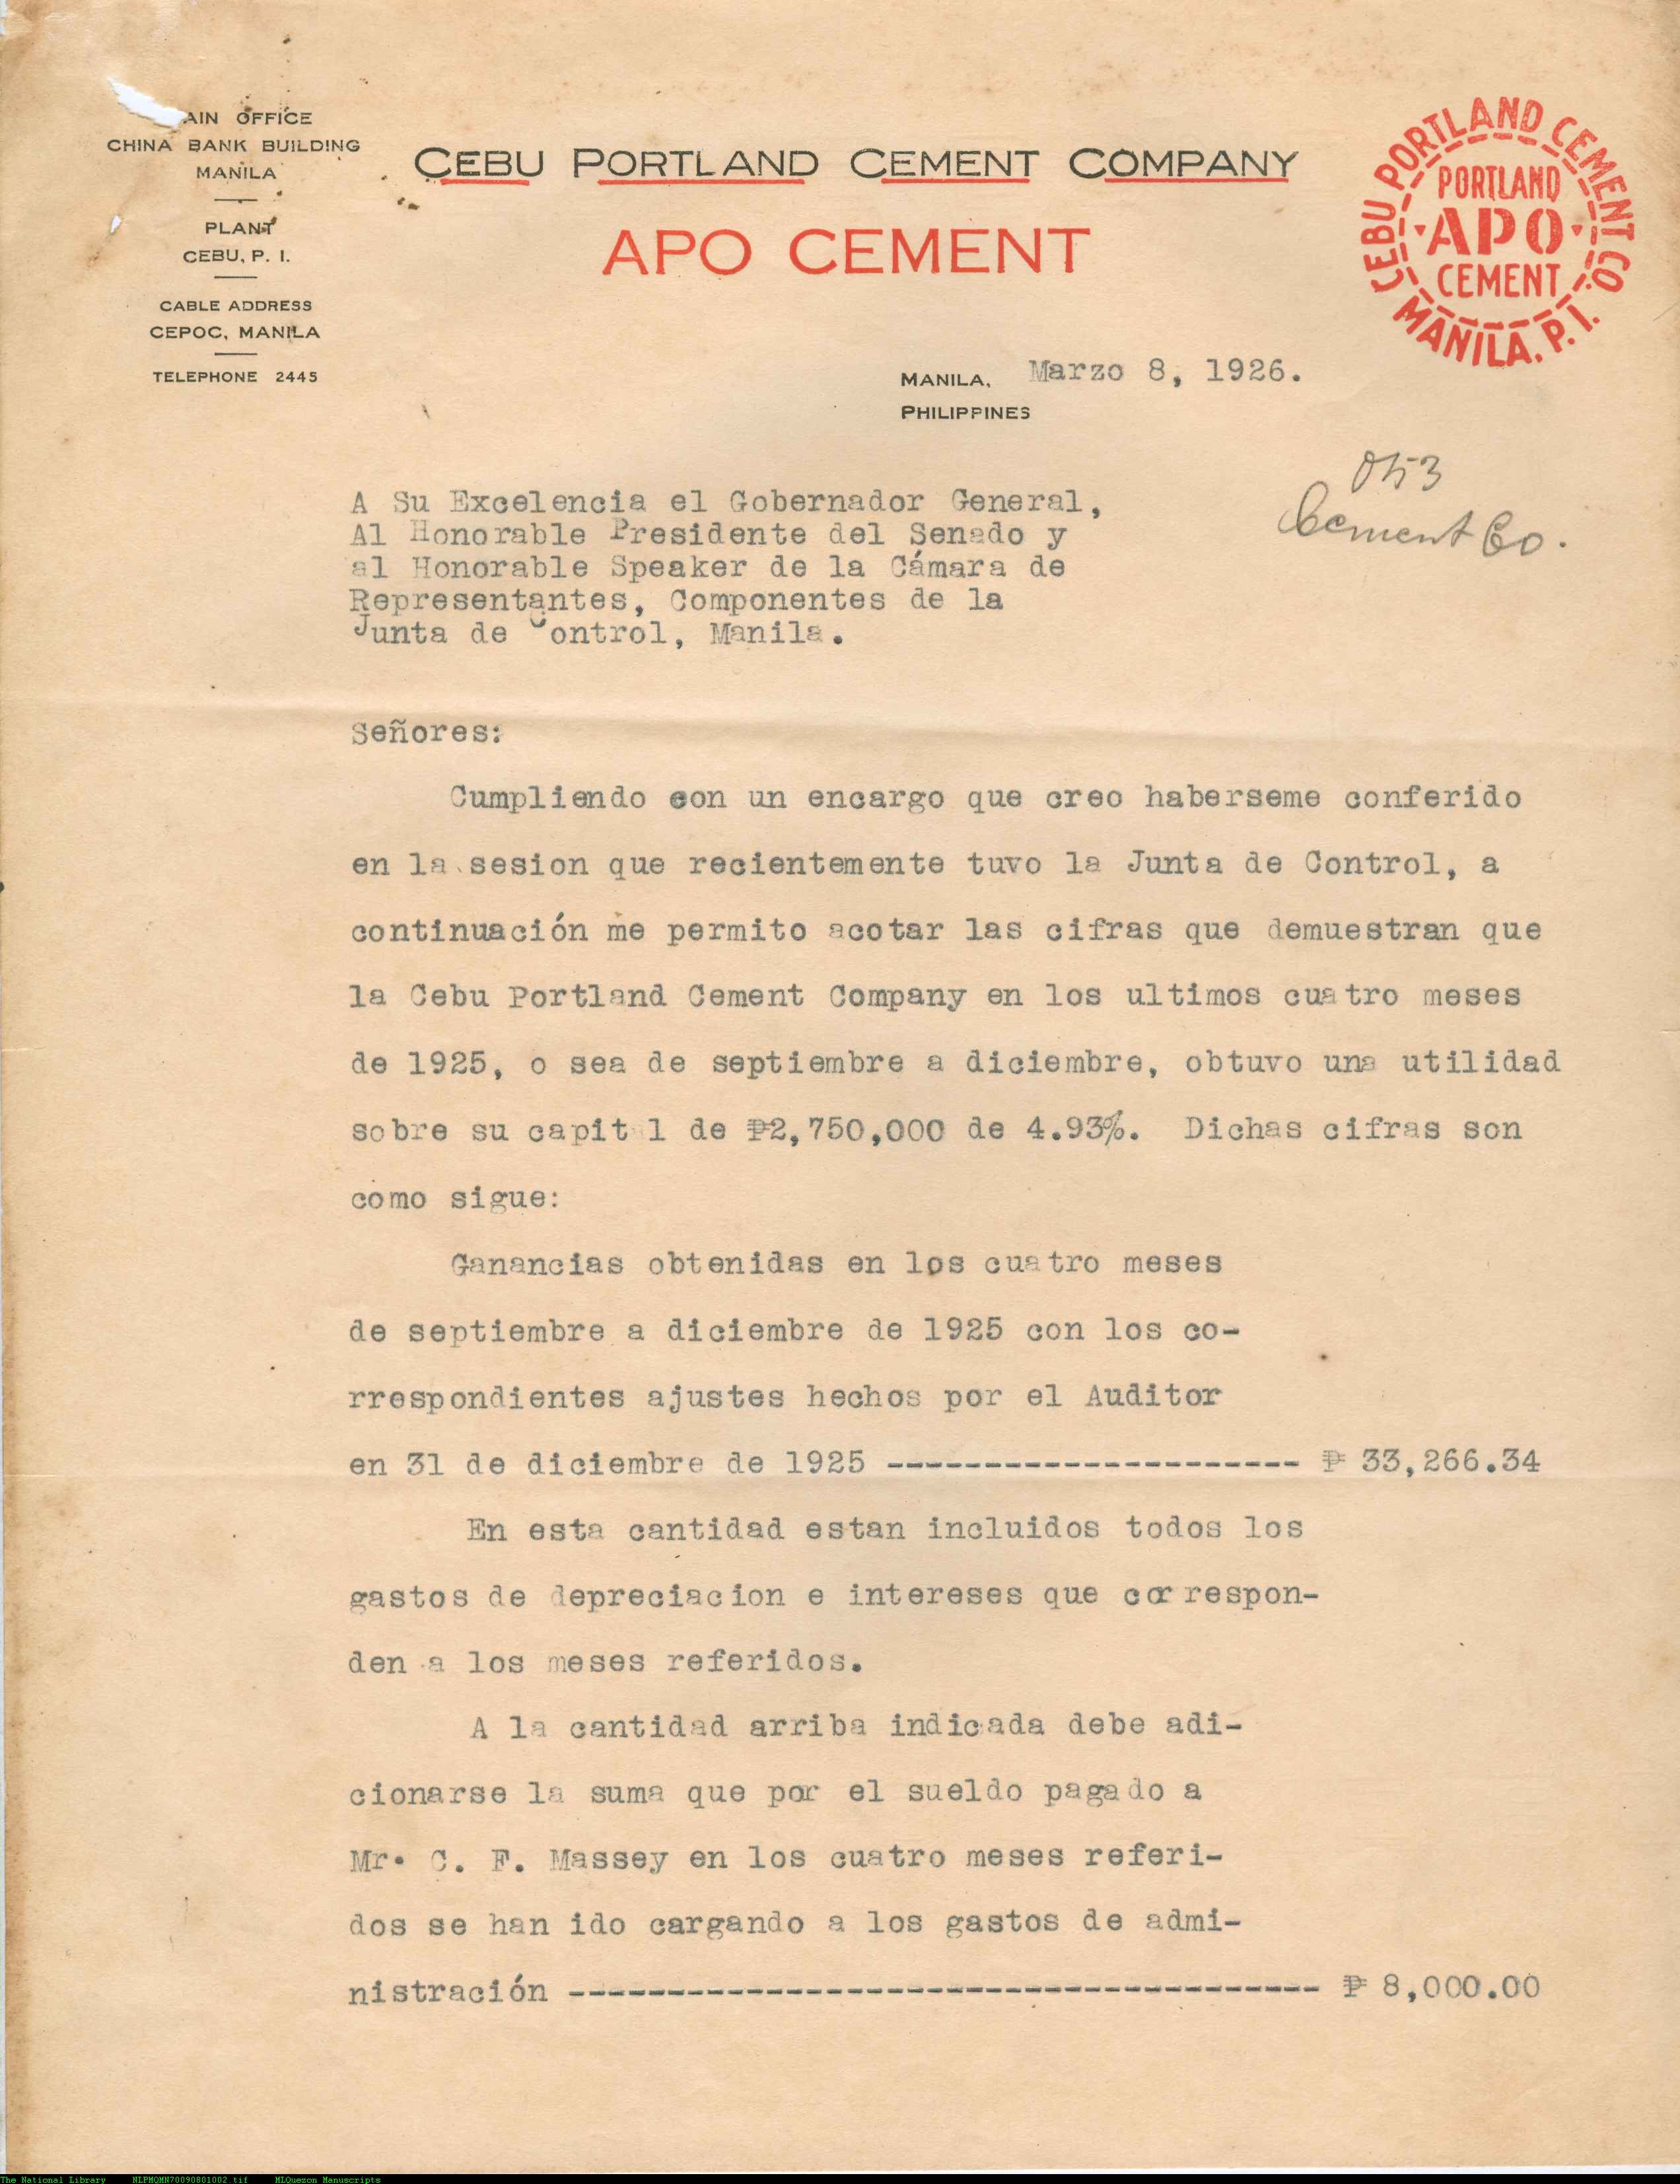 AIN OFFICE
CHINA BANK BUILDING
MANILA
PLANT
CEBU, P. I.
CABLE ADDRESS
CEPOC, MANILA
TELEPHONE 2445
CEBU PORTLAND CEMENT COMPANY
APO CEMENT
CEBU PORTLAND CEMENT CO
MANILA, P.I.
PORTLAND
APO
CEMENT
MANILA, Marzo 8, 1926.
PHILIPPINES
Cement Co.
A Su Excelencia el Gobernador General,
Al Honorable Presidente del Senado y
al Honorable Speaker de la Cámara de
Representantes, Componentes de la
Junta de Control, Manila.
Señores:
Cumpliendo con un encargo que creo haberseme conferido
en la sesion que recientemente tuvo la Junta de Control, a
continuación me permito acotar las cifras que demuestran que
la Cebu Portland Cement Company en los ultimos cuatro meses
de 1925, o sea de septiembre a diciembre, obtuvo una utilidad
sobre su capital de ₱2,750,000 de 4.93%. Dichas cifras son
como sigue:
Ganancias obtenidas en los cuatro meses
de septiembre a diciembre de 1925 con los co-
rrespondientes ajustes hechos por el Auditor
en 31 de diciembre de 1925 --------------------- ₱ 33,266.34
En esta cantidad estan incluidos todos los
gastos de depreciacion e intereses que correspon-
den a los meses referidos.
A la cantidad arriba indicada debe adi-
cionarse la suma que por el sueldo pagado a
Mr. C. F. Massey en los cuatro meses referi-
dos se han ido cargando a los gastos de admi-
nistración -------------------------------------- ₱ 8,000.00
The National Library NLPMQMN70090801002.tif MLQuezon Manuscripts